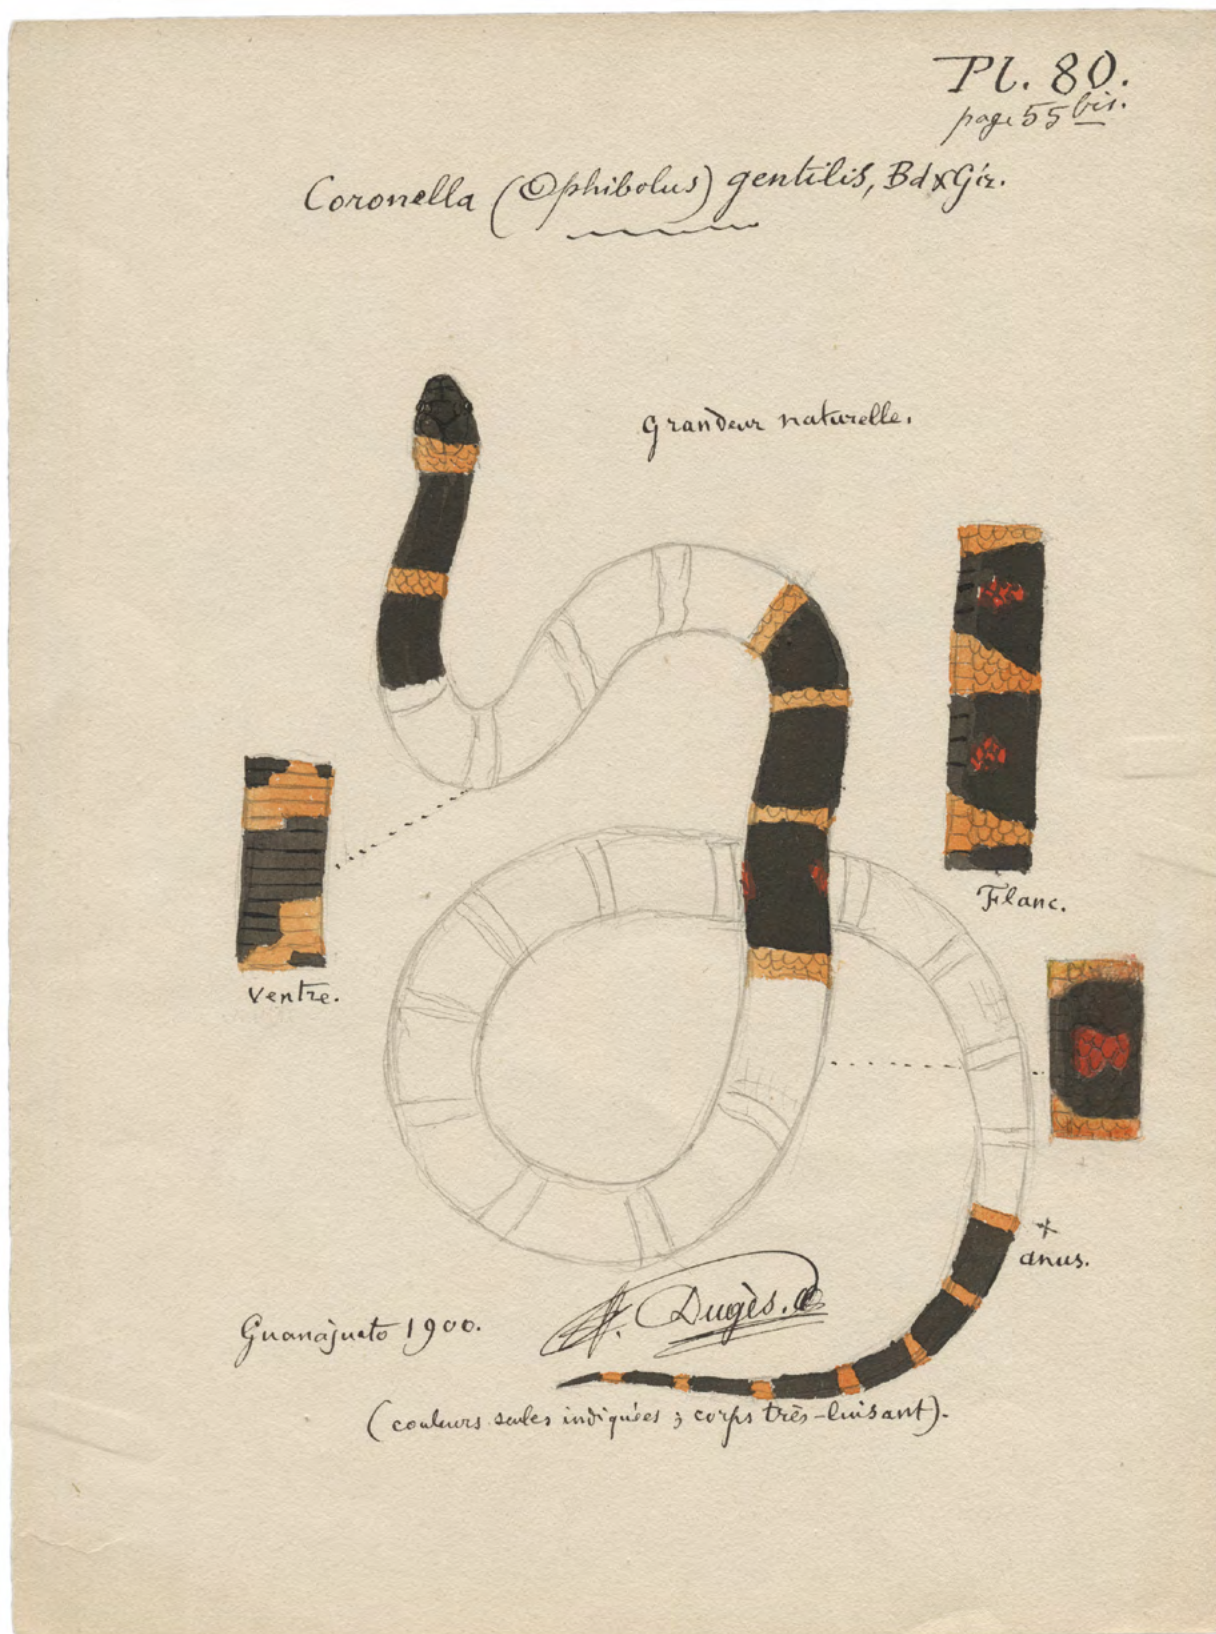 Pl. 80.
page 55 bis.
Coronella (Ophibolus) gentilis, Bd & Gir.
Grandeur naturelle.
Flanc.
Ventre.
+
anus.
Guanajuato 1900.
A. Dugès.
(couleurs seules indiquées ; corps très-luisant).